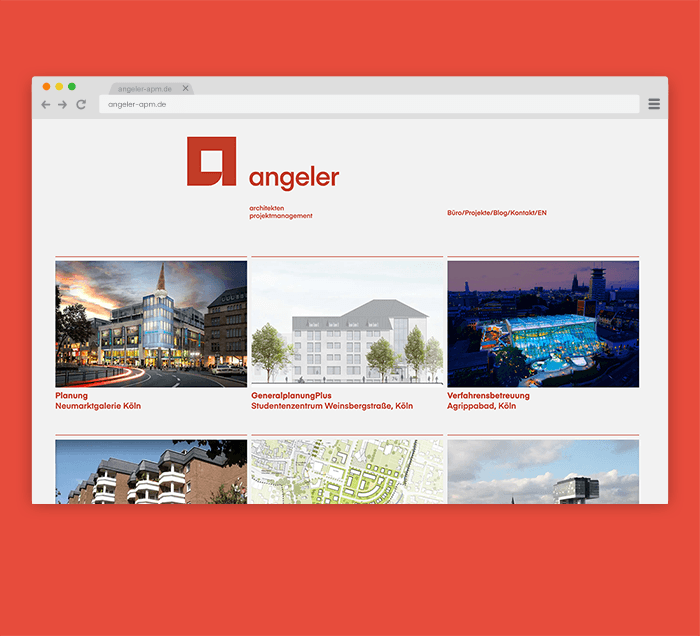 angeler-apm.de
angeler-apm.de
angeler
architekten
projektmanagement
Büro/Projekte/Blog/Kontakt/EN
Planung
Neumarktgalerie Köln
GeneralplanungPlus
Studentenzentrum Weinsbergstraße, Köln
Verfahrensbetreuung
Agrippabad, Köln